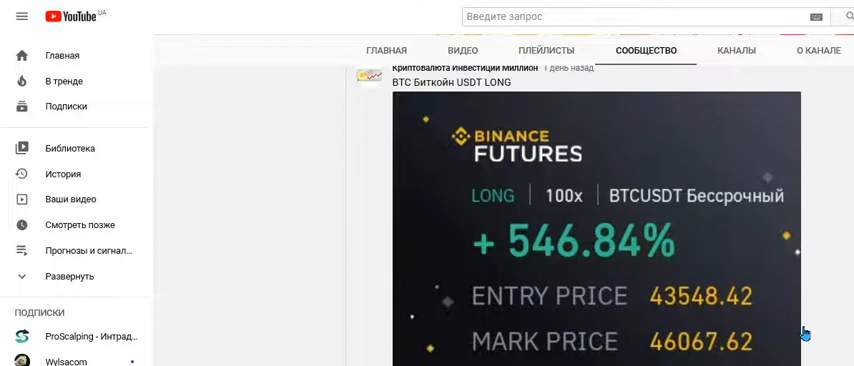 YouTube UA
Введите запрос
Главная
В тренде
Подписки
Библиотека
История
Ваши видео
Смотреть позже
Прогнозы и сигнал...
Развернуть
ПОДПИСКИ
ProScalping - Интрад...
Wylsacom
ГЛАВНАЯ ВИДЕО ПЛЕЙЛИСТЫ СООБЩЕСТВО КАНАЛЫ О КАНАЛЕ
Криптовалюта Инвестиции Миллион 1 день назад
BTC Биткойн USDT LONG
BINANCE
FUTURES
LONG | 100x | BTCUSDT Бессрочный
+ 546.84%
ENTRY PRICE 43548.42
MARK PRICE 46067.62